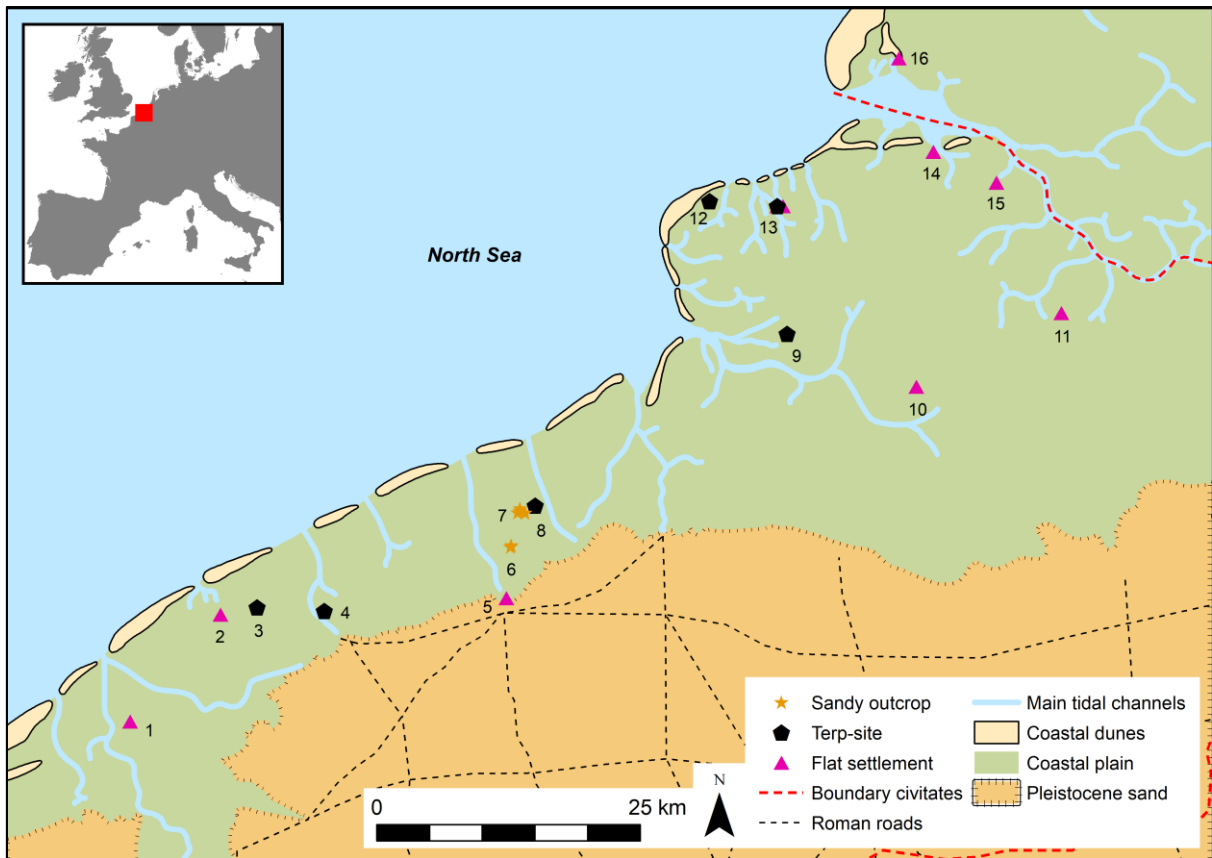 16
14
15
12
13
North Sea
9
11
10
7
8
6
5
2
3
4
1
N
0
25 km
Sandy outcrop
Terp-site
Flat settlement
Boundary civitates
Roman roads
Main tidal channels
Coastal dunes
Coastal plain
Pleistocene sand